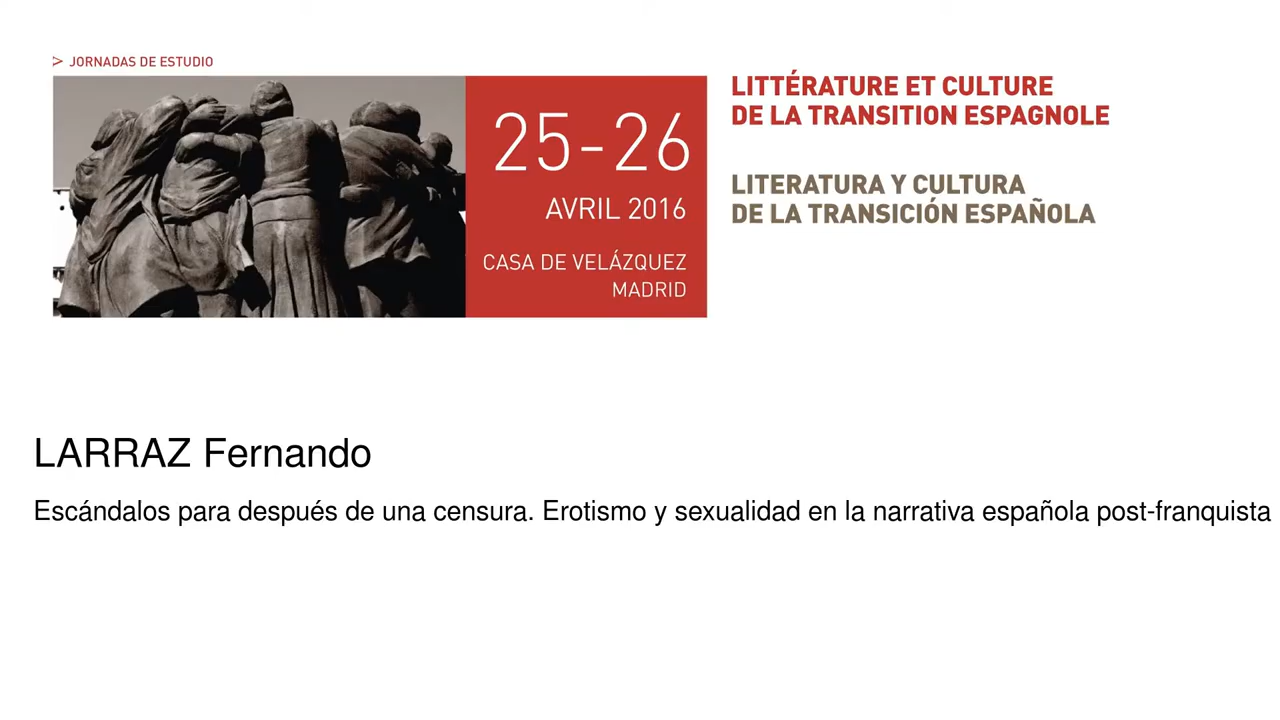 > JORNADAS DE ESTUDIO
25-26
AVRIL 2016
CASA DE VELÁZQUEZ
MADRID
LITTÉRATURE ET CULTURE
DE LA TRANSITION ESPAGNOLE
LITERATURA Y CULTURA
DE LA TRANSICIÓN ESPAÑOLA
LARRAZ Fernando
Escándalos para después de una censura. Erotismo y sexualidad en la narrativa española post-franquista